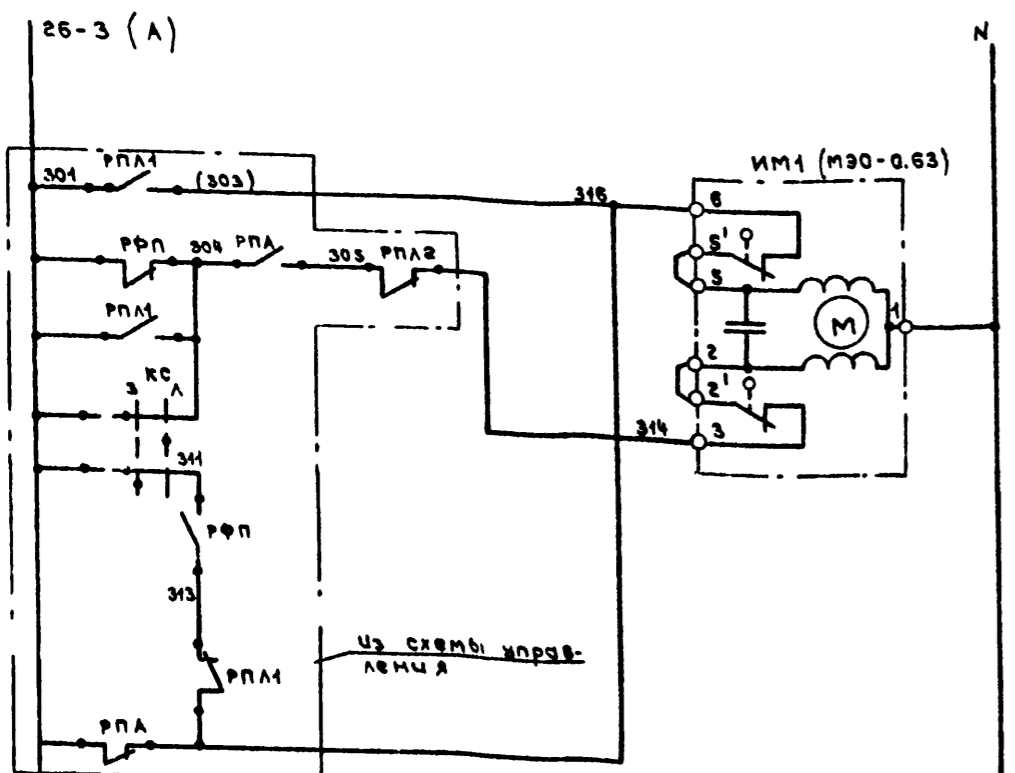 26-3 (А)
N
301
РПЛ1
(303)
316
ИМ1 (МЭО-0.63)
6
5'
5
РФП
304
РПА
305
РПЛ2
РПЛ1
М
1
2
2'
3
314
З
КС
Л
311
РФП
313
РПЛ1
Из схемы управ-
ления
РПА